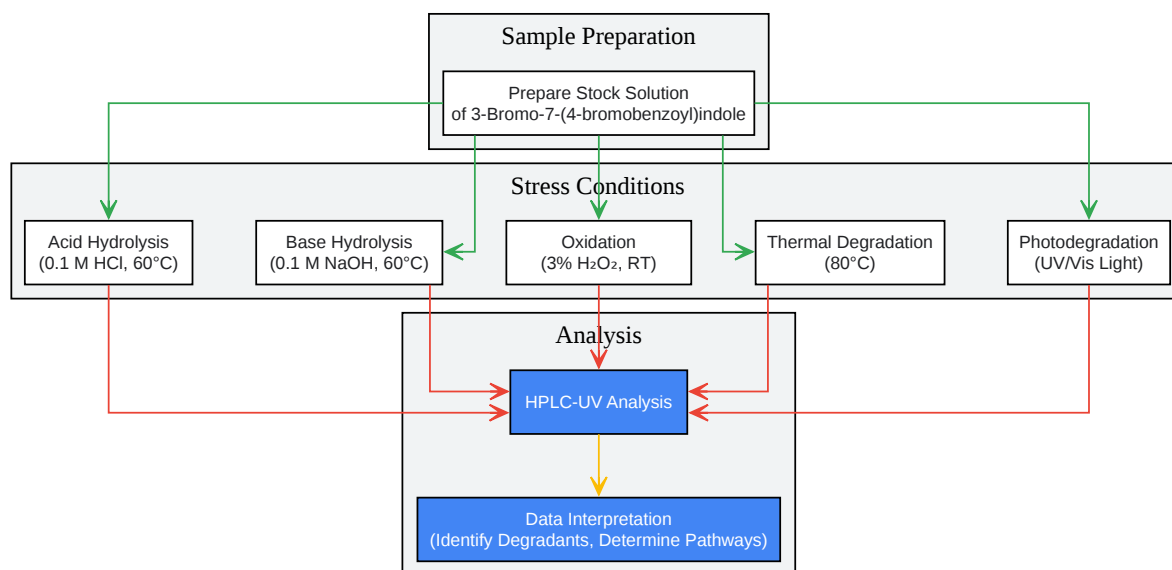 Sample Preparation
Prepare Stock Solution
of 3-Bromo-7-(4-bromobenzoyl)indole
Stress Conditions
Acid Hydrolysis
(0.1 M HCl, 60°C)
Base Hydrolysis
(0.1 M NaOH, 60°C)
Oxidation
(3% H₂O₂, RT)
Thermal Degradation
(80°C)
Photodegradation
(UV/Vis Light)
Analysis
HPLC-UV Analysis
Data Interpretation
(Identify Degradants, Determine Pathways)